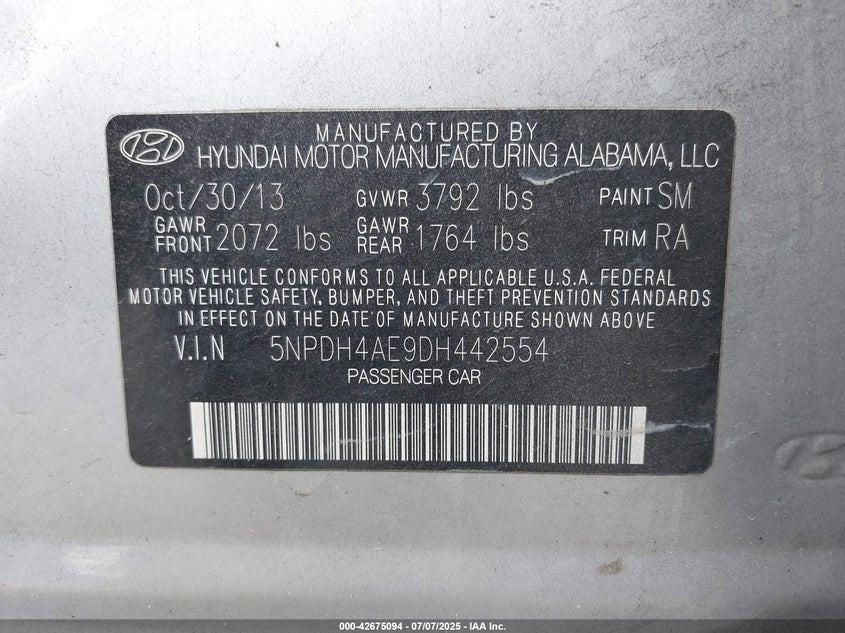 MANUFACTURED BY
HYUNDAI MOTOR MANUFACTURING ALABAMA, LLC
Oct/30/13 GVWR 3792 lbs PAINT SM
GAWR FRONT 2072 lbs GAWR REAR 1764 lbs TRIM RA
THIS VEHICLE CONFORMS TO ALL APPLICABLE U.S.A. FEDERAL
MOTOR VEHICLE SAFETY, BUMPER, AND THEFT PREVENTION STANDARDS
IN EFFECT ON THE DATE OF MANUFACTURE SHOWN ABOVE
V.I.N 5NPDH4AE9DH442554
PASSENGER CAR
000-42675094 - 07/07/2025 - IAA Inc.